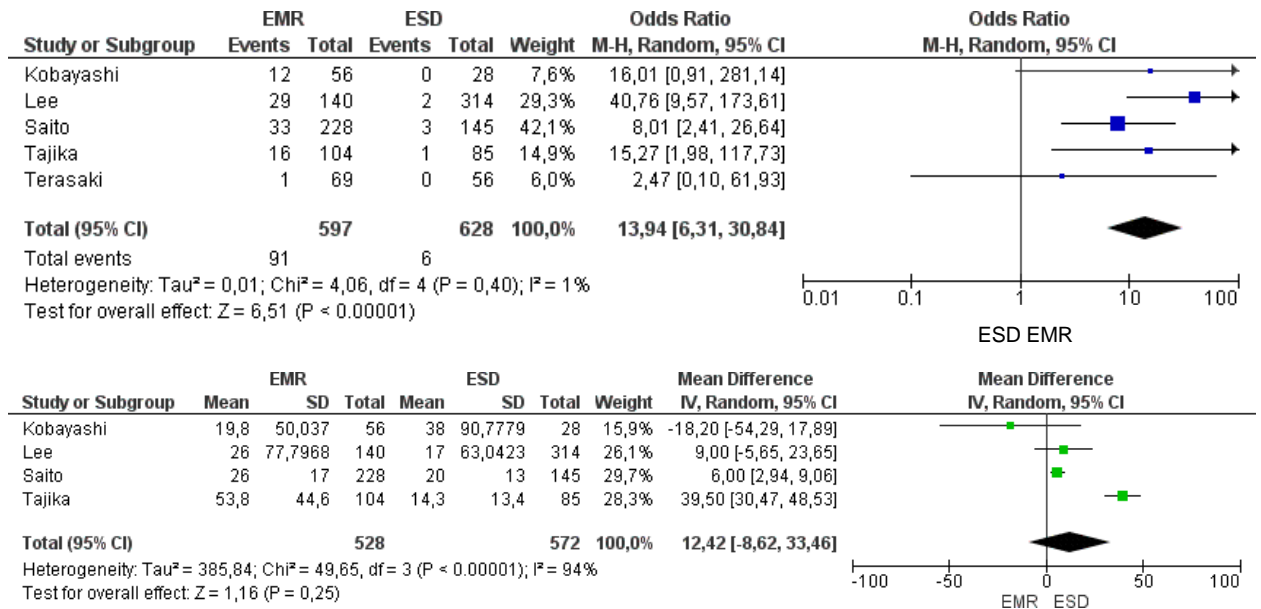 EMR ESD Odds Ratio Odds Ratio
Study or Subgroup Events Total Events Total Weight M-H, Random, 95% CI M-H, Random, 95% CI
Kobayashi 12 56 0 28 7,6% 16,01 [0,91, 281,14]
Lee 29 140 2 314 29,3% 40,76 [9,57, 173,61]
Saito 33 228 3 145 42,1% 8,01 [2,41, 26,64]
Tajika 16 104 1 85 14,9% 15,27 [1,98, 117,73]
Terasaki 1 69 0 56 6,0% 2,47 [0,10, 61,93]
Total (95% CI) 597 628 100,0% 13,94 [6,31, 30,84]
Total events 91 6
Heterogeneity: Tau² = 0,01; Chi² = 4,06, df = 4 (P = 0,40); I² = 1%
Test for overall effect: Z = 6,51 (P < 0.00001)
0.01 0.1 1 10 100
ESD EMR
EMR ESD Mean Difference Mean Difference
Study or Subgroup Mean SD Total Mean SD Total Weight IV, Random, 95% CI IV, Random, 95% CI
Kobayashi 19,8 50,037 56 38 90,7779 28 15,9% -18,20 [-54,29, 17,89]
Lee 26 77,7968 140 17 63,0423 314 26,1% 9,00 [-5,65, 23,65]
Saito 26 17 228 20 13 145 29,7% 6,00 [2,94, 9,06]
Tajika 53,8 44,6 104 14,3 13,4 85 28,3% 39,50 [30,47, 48,53]
Total (95% CI) 528 572 100,0% 12,42 [-8,62, 33,46]
Heterogeneity: Tau² = 385,84; Chi² = 49,65, df = 3 (P < 0.00001); I² = 94%
Test for overall effect: Z = 1,16 (P = 0,25)
-100 -50 0 50 100
EMR ESD